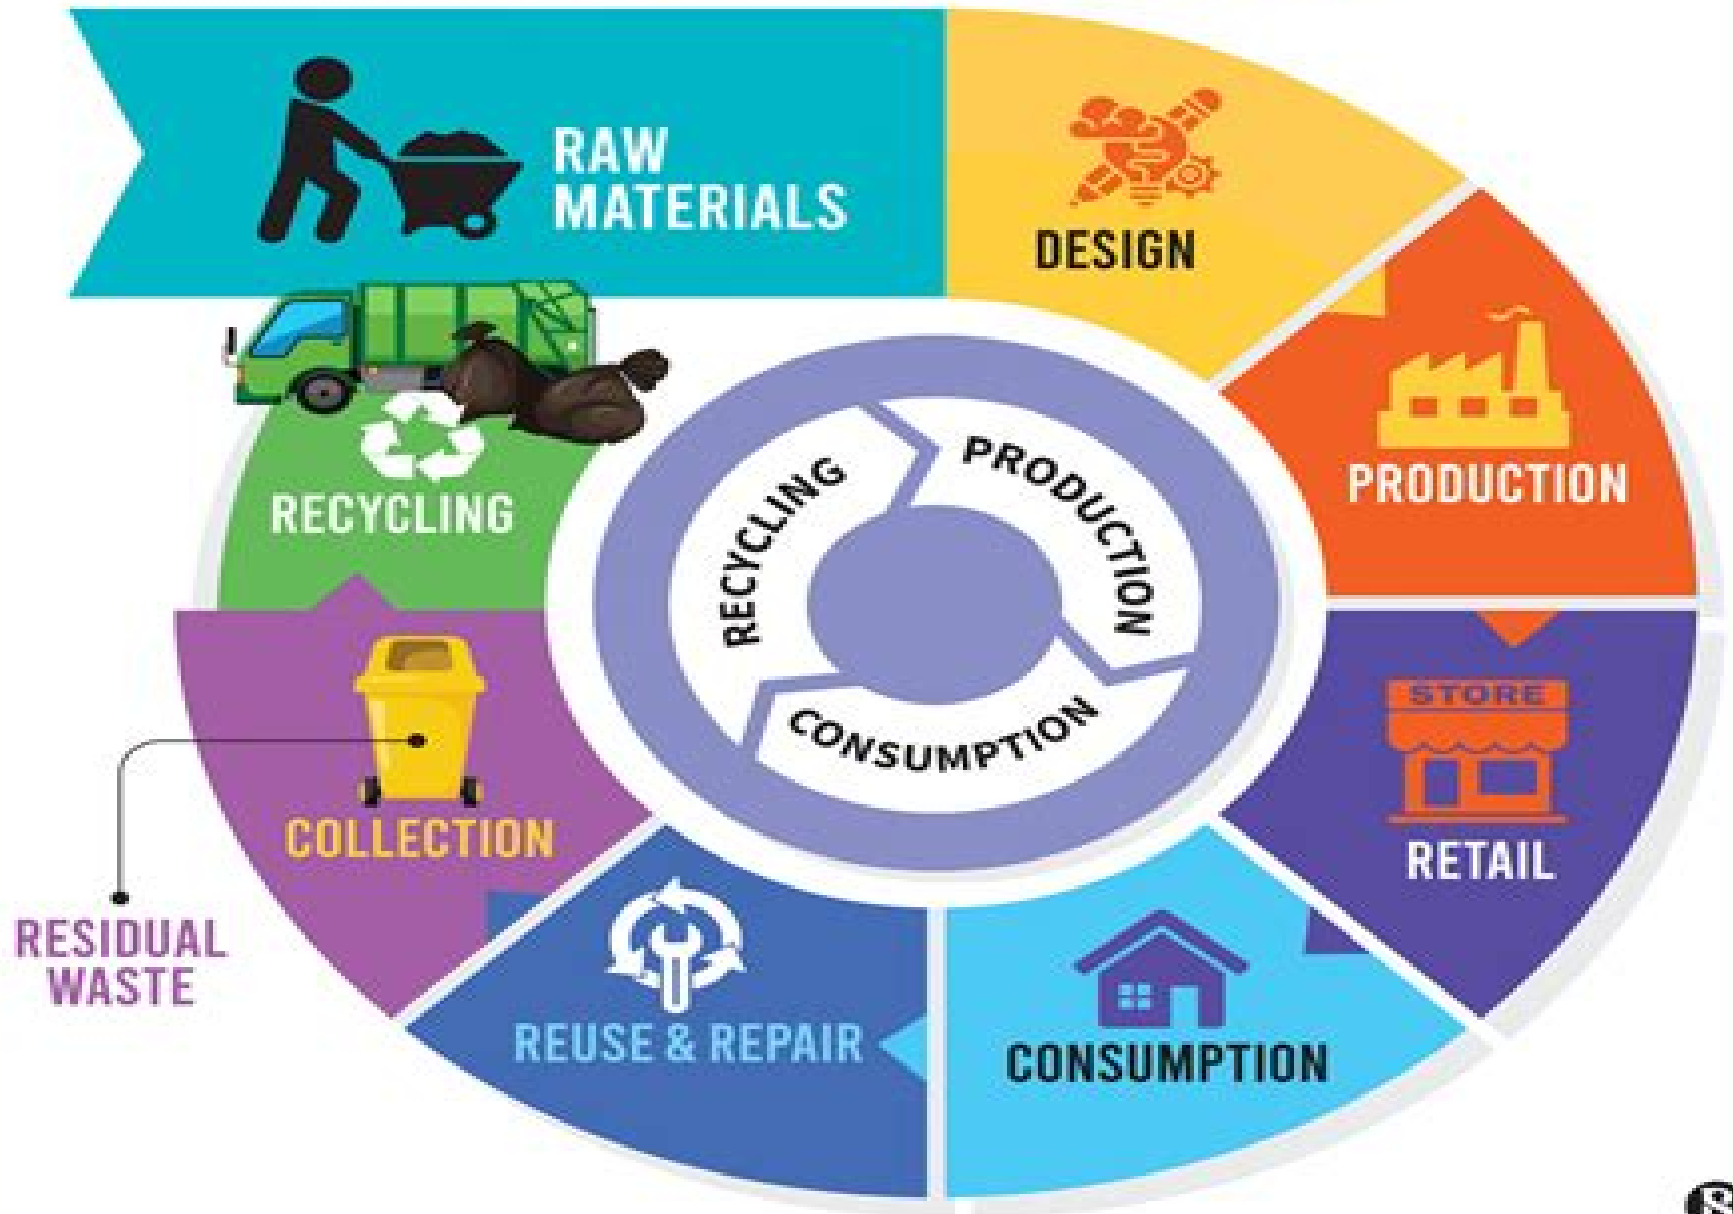 RAW
MATERIALS
DESIGN
PRODUCTION
STORE
RETAIL
CONSUMPTION
REUSE & REPAIR
COLLECTION
RESIDUAL
WASTE
RECYCLING
RECYCLING
PRODUCTION
CONSUMPTION